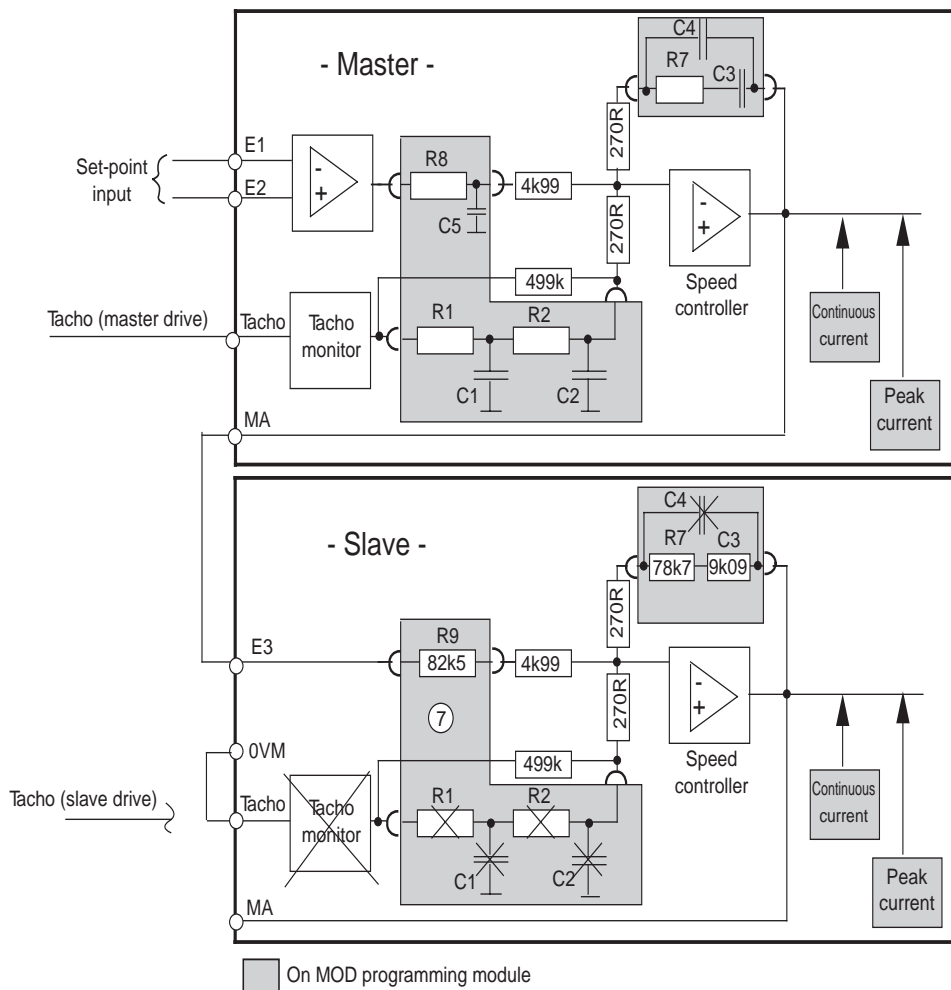 - Master -
C4
R7
C3
270R
E1
Set-point
input
E2
-
+
R8
C5
4k99
270R
-
+
Speed
controller
499k
Tacho (master drive)
Tacho
Tacho
monitor
R1
R2
C1
C2
Continuous
current
Peak
current
MA
- Slave -
C4
R7
C3
78k7
9k09
270R
E3
R9
82k5
4k99
7
270R
-
+
Speed
controller
0VM
499k
Tacho (slave drive)
Tacho
Tacho
monitor
R1
R2
C1
C2
Continuous
current
Peak
current
MA
On MOD programming module